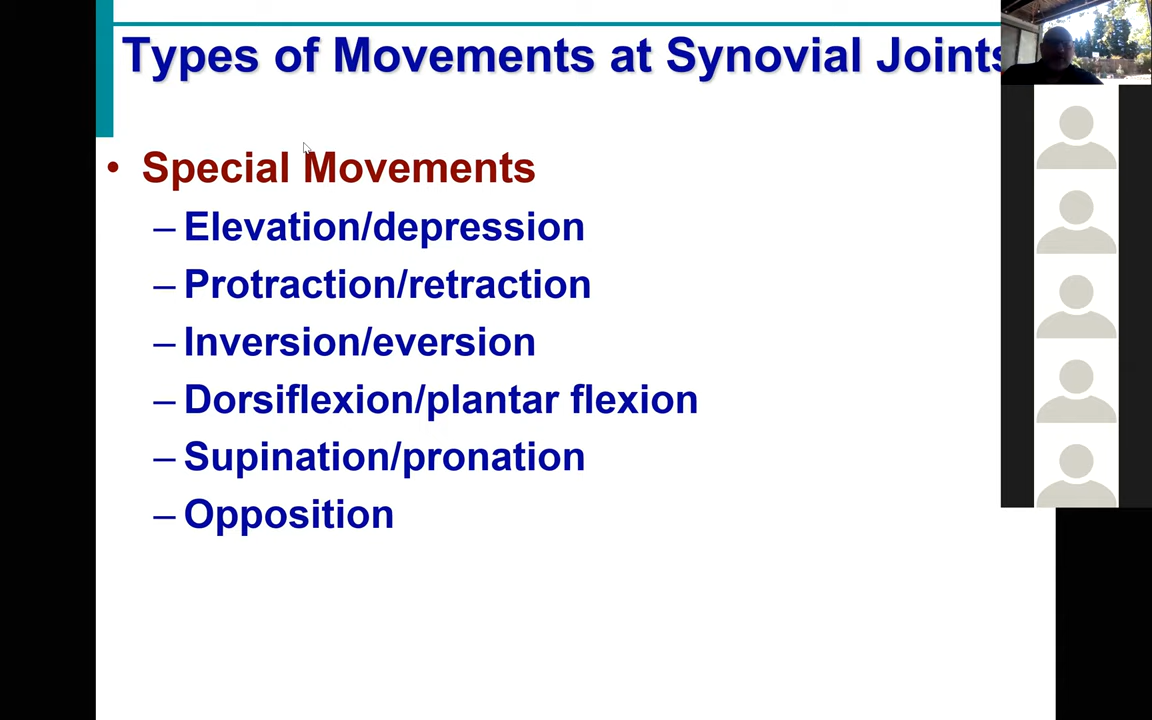 Types of Movements at Synovial Joints
• Special Movements
– Elevation/depression
– Protraction/retraction
– Inversion/eversion
– Dorsiflexion/plantar flexion
– Supination/pronation
– Opposition